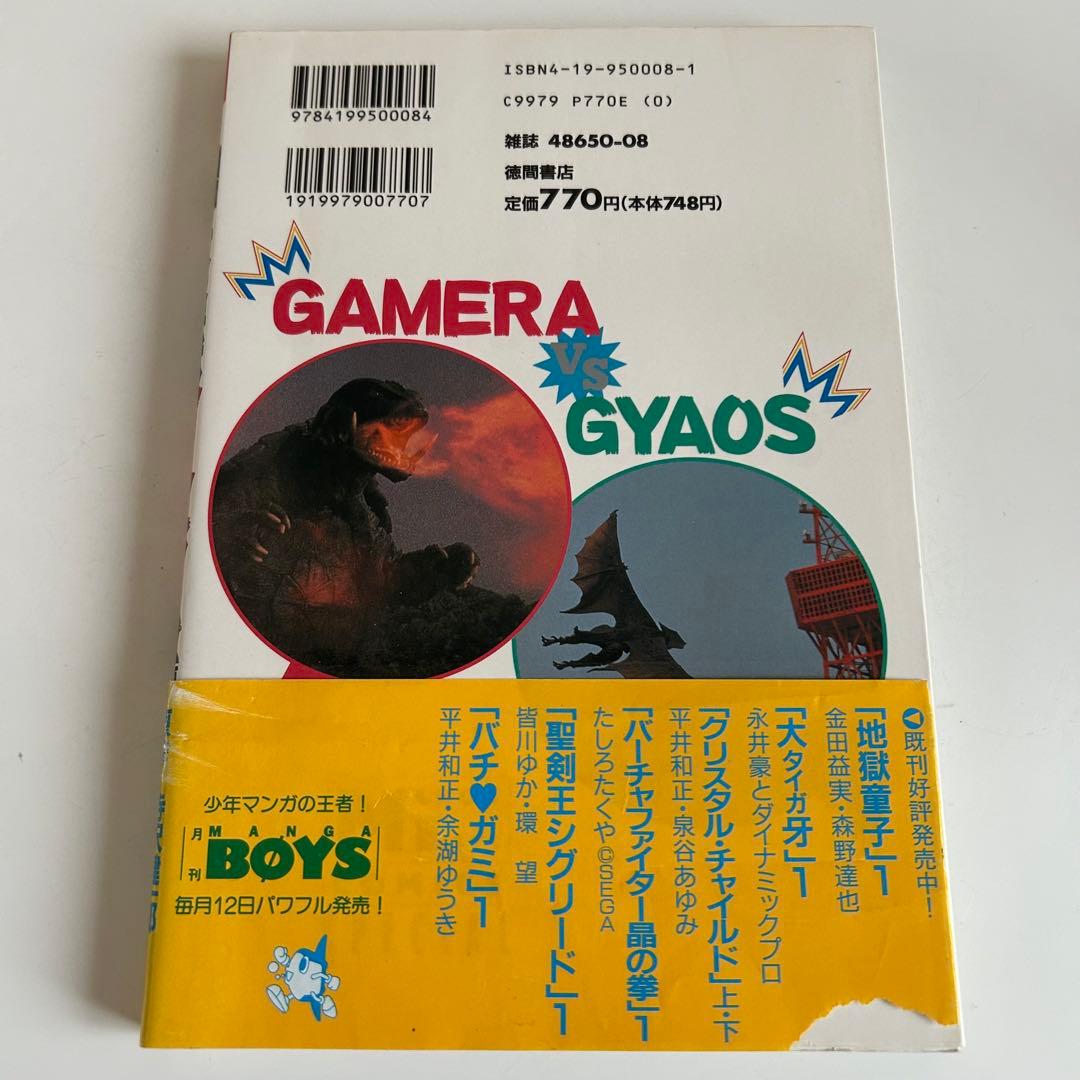 ISBN4-19-950008-1
9784199500084
C9979 P770E (0)
雑誌 48650-08
徳間書店
1919979007707
定価770円(本体748円)
GAMERA
VS
GYAOS
既刊好評発売中!
「地獄童子」1
金田益実・森野達也
「大タイガ牙」1
永井豪とダイナミックプロ
「クリスタル・チャイルド」上・下
平井和正・泉谷あゆみ
「バーチャファイター晶の拳」1
たしろたくや©SEGA
「聖剣王シグリード」1
皆川ゆか・環 望
「バチ♥ガミ」1
平井和正・余湖ゆうき
少年マンガの王者!
月刊
MANGA
BOYS
毎月12日パワフル発売!